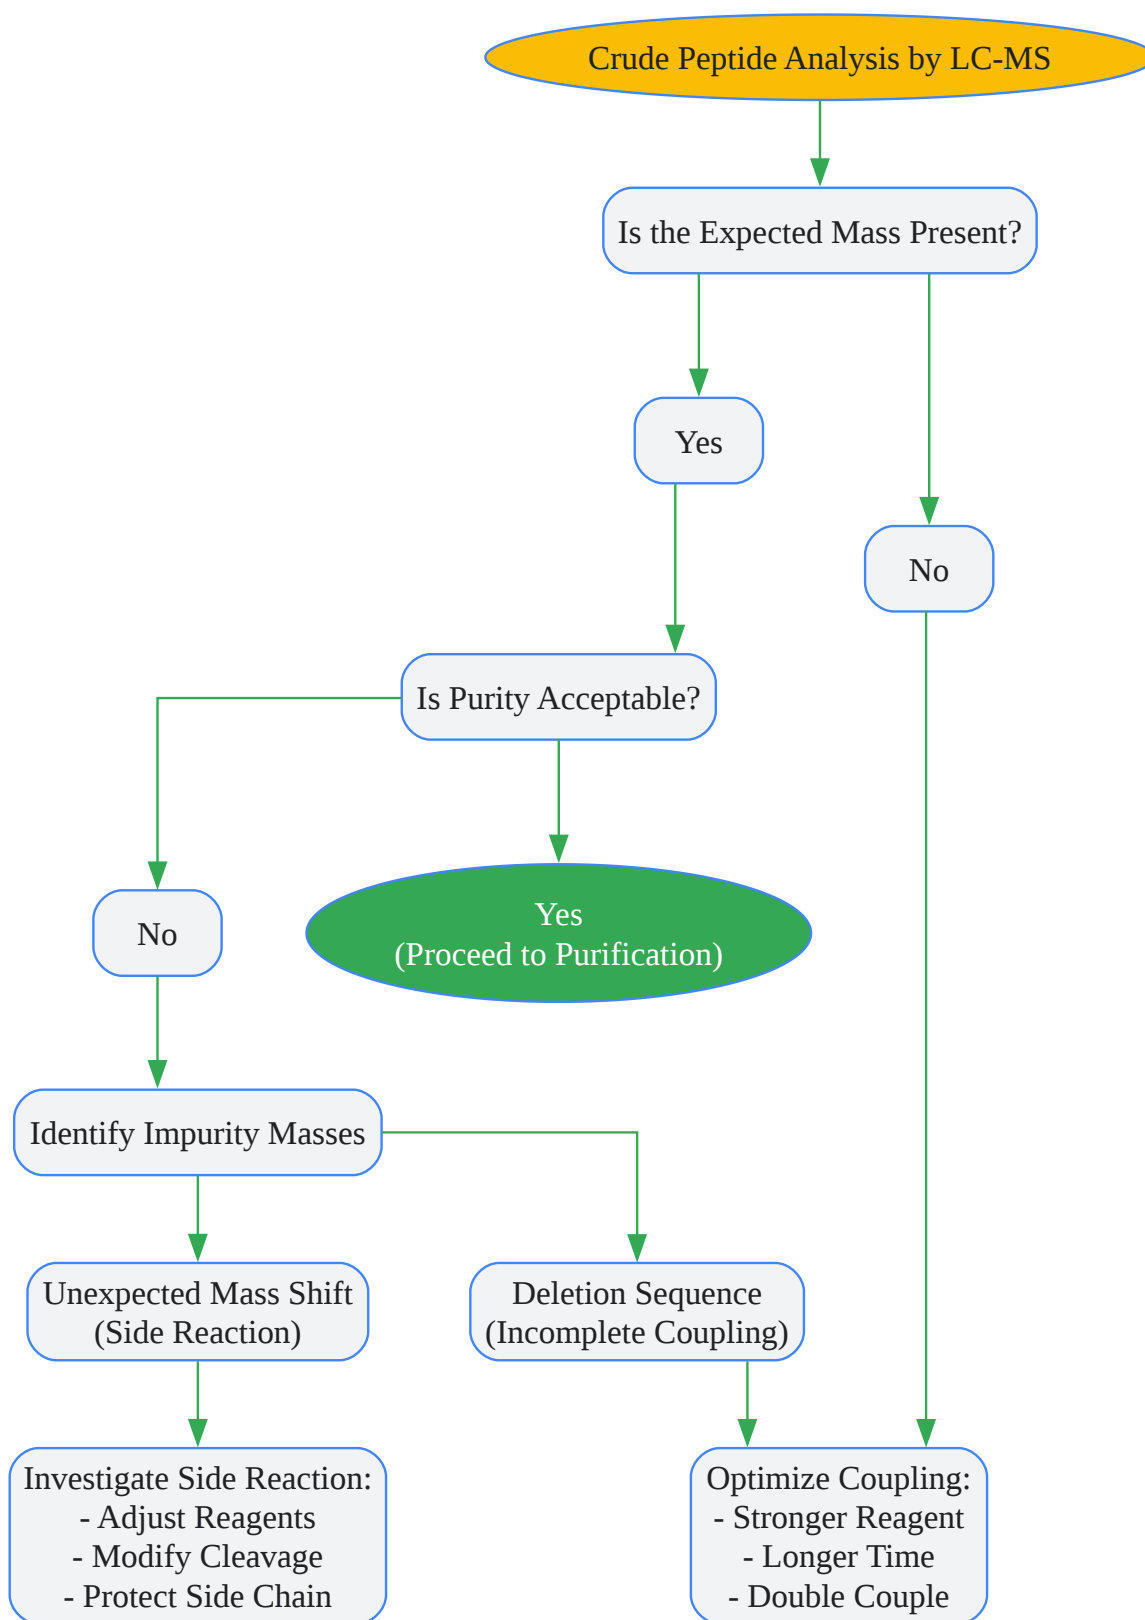 Crude Peptide Analysis by LC-MS
Is the Expected Mass Present?
Yes
No
Is Purity Acceptable?
No
Yes
(Proceed to Purification)
Identify Impurity Masses
Unexpected Mass Shift
(Side Reaction)
Deletion Sequence
(Incomplete Coupling)
Investigate Side Reaction:
- Adjust Reagents
- Modify Cleavage
- Protect Side Chain
Optimize Coupling:
- Stronger Reagent
- Longer Time
- Double Couple